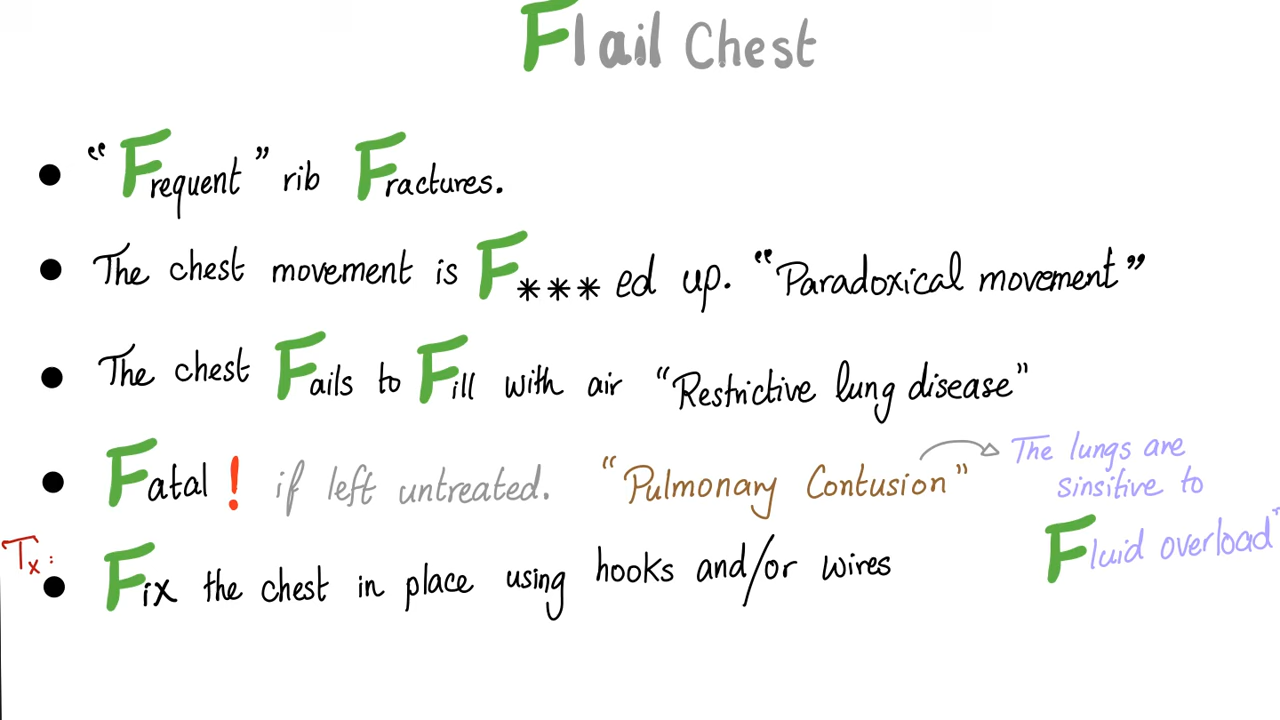 Flail Chest
● "Frequent" rib Fractures.
● The chest movement is F***ed up. "Paradoxical movement"
● The chest Fails to Fill with air "Restrictive lung disease"
● Fatal! if left untreated. "Pulmonary Contusion"
The lungs are
sinsitive to
Fluid overload"
Tx:
● Fix the chest in place using hooks and/or wires